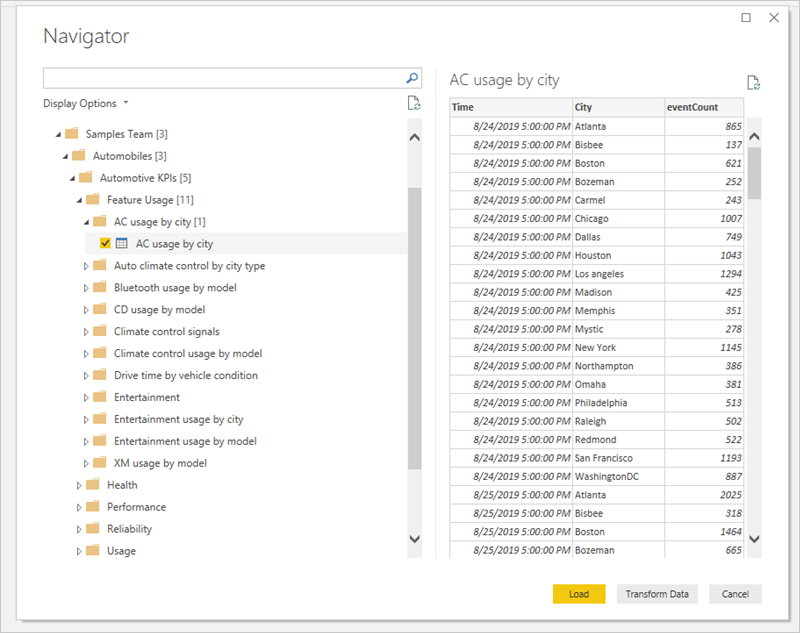 Navigator
Display Options
Samples Team [3]
Automobiles [3]
Automotive KPIs [5]
Feature Usage [11]
AC usage by city [1]
AC usage by city
Auto climate control by city type
Bluetooth usage by model
CD usage by model
Climate control signals
Climate control usage by model
Drive time by vehicle condition
Entertainment
Entertainment usage by city
Entertainment usage by model
XM usage by model
Health
Performance
Reliability
Usage
AC usage by city
Time City eventCount
8/24/2019 5:00:00 PM Atlanta 865
8/24/2019 5:00:00 PM Bisbee 137
8/24/2019 5:00:00 PM Boston 621
8/24/2019 5:00:00 PM Bozeman 252
8/24/2019 5:00:00 PM Carmel 243
8/24/2019 5:00:00 PM Chicago 1007
8/24/2019 5:00:00 PM Dallas 749
8/24/2019 5:00:00 PM Houston 1043
8/24/2019 5:00:00 PM Los angeles 1294
8/24/2019 5:00:00 PM Madison 425
8/24/2019 5:00:00 PM Memphis 351
8/24/2019 5:00:00 PM Mystic 278
8/24/2019 5:00:00 PM New York 1145
8/24/2019 5:00:00 PM Northampton 386
8/24/2019 5:00:00 PM Omaha 381
8/24/2019 5:00:00 PM Philadelphia 513
8/24/2019 5:00:00 PM Raleigh 502
8/24/2019 5:00:00 PM Redmond 522
8/24/2019 5:00:00 PM San Francisco 1193
8/24/2019 5:00:00 PM WashingtonDC 887
8/25/2019 5:00:00 PM Atlanta 2025
8/25/2019 5:00:00 PM Bisbee 318
8/25/2019 5:00:00 PM Boston 1464
8/25/2019 5:00:00 PM Bozeman 665
Load Transform Data Cancel